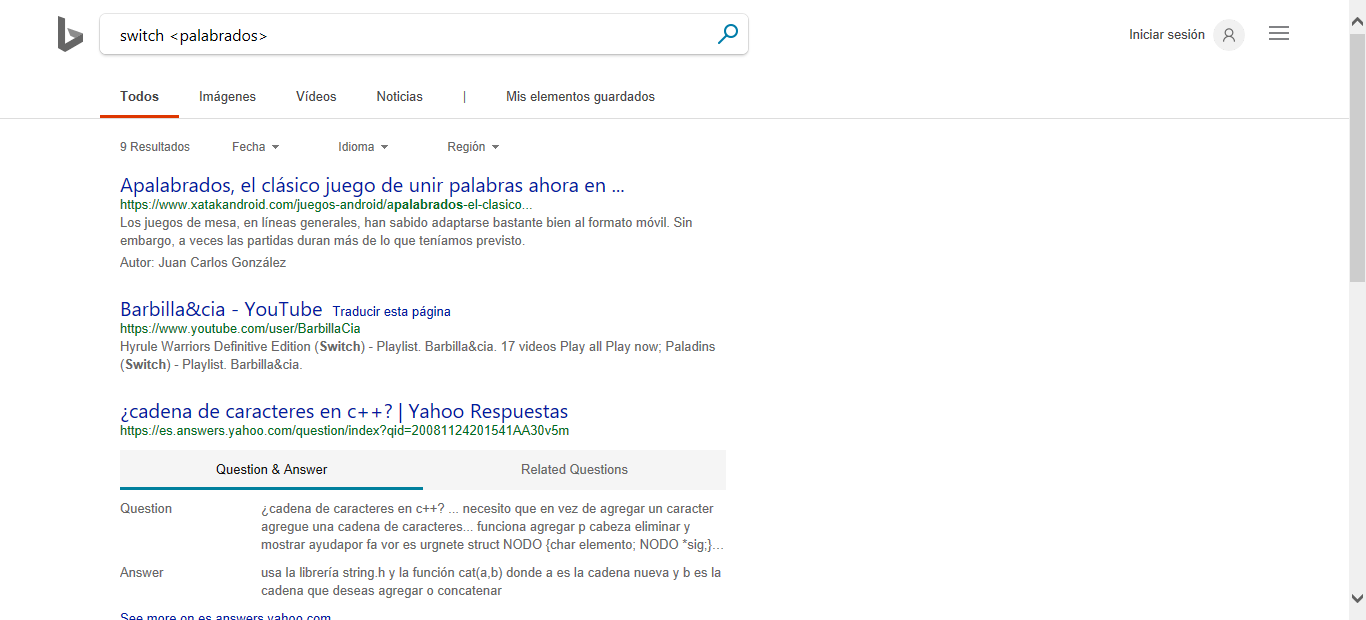 switch <palabrados>
Iniciar sesión
Todos Imágenes Vídeos Noticias | Mis elementos guardados
9 Resultados Fecha Idioma Región
Apalabrados, el clásico juego de unir palabras ahora en ...
https://www.xatakandroid.com/juegos-android/apalabrados-el-clasico...
Los juegos de mesa, en líneas generales, han sabido adaptarse bastante bien al formato móvil. Sin
embargo, a veces las partidas duran más de lo que teníamos previsto.
Autor: Juan Carlos González
Barbilla&cia - YouTube Traducir esta página
https://www.youtube.com/user/BarbillaCia
Hyrule Warriors Definitive Edition (Switch) - Playlist. Barbilla&cia. 17 videos Play all Play now; Paladins
(Switch) - Playlist. Barbilla&cia.
¿cadena de caracteres en c++? | Yahoo Respuestas
https://es.answers.yahoo.com/question/index?qid=20081124201541AA30v5m
Question & Answer Related Questions
Question ¿cadena de caracteres en c++? ... necesito que en vez de agregar un caracter
agregue una cadena de caracteres... funciona agregar p cabeza eliminar y
mostrar ayudapor fa vor es urgnete struct NODO {char elemento; NODO *sig;}...
Answer usa la librería string.h y la función cat(a,b) donde a es la cadena nueva y b es la
cadena que deseas agregar o concatenar
See more on es.answers.yahoo.com